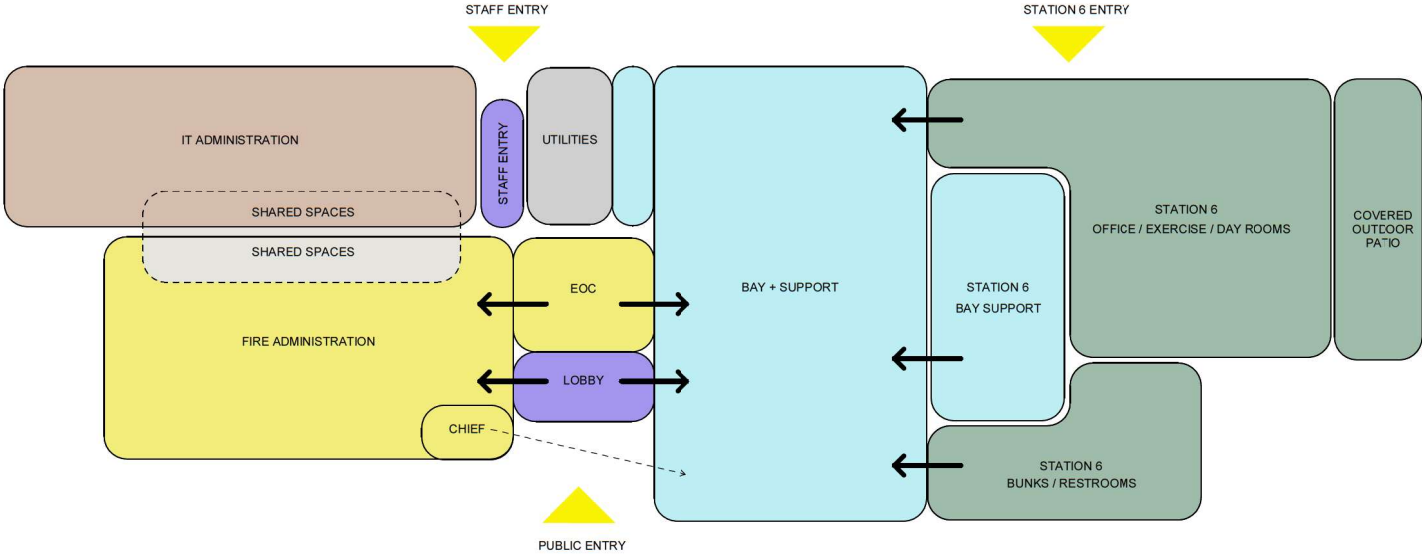 STAFF ENTRY
STATION 6 ENTRY
IT ADMINISTRATION
STAFF ENTRY
UTILITIES
SHARED SPACES
SHARED SPACES
FIRE ADMINISTRATION
EOC
LOBBY
CHIEF
BAY + SUPPORT
STATION 6
BAY SUPPORT
STATION 6
OFFICE / EXERCISE / DAY ROOMS
COVERED
OUTDOOR
PATIO
STATION 6
BUNKS / RESTROOMS
PUBLIC ENTRY